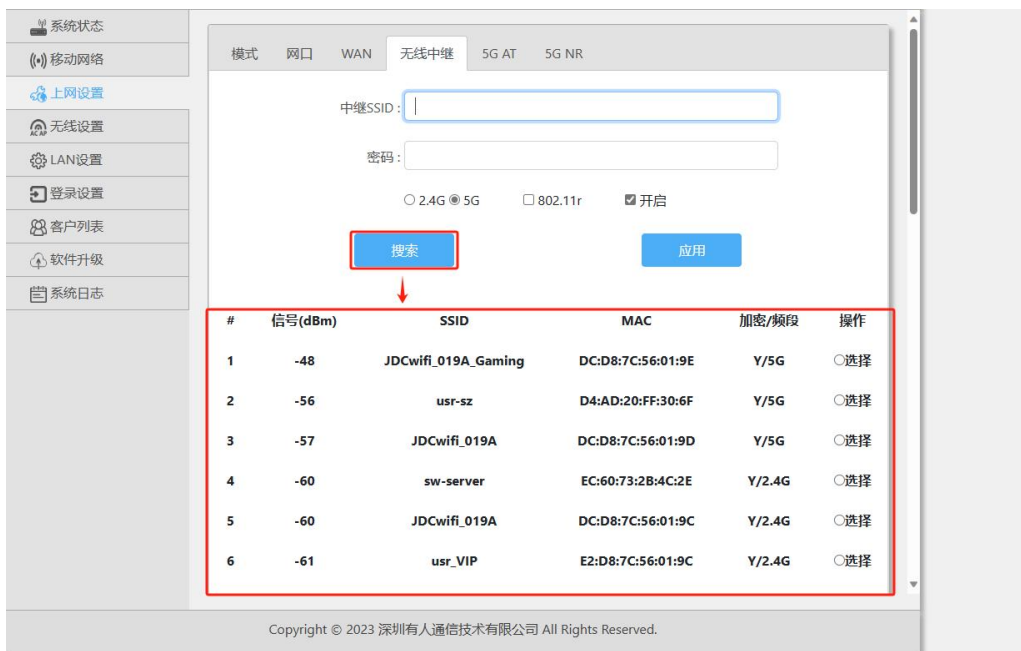 系统状态
移动网络
上网设置
AC AP 无线设置
LAN设置
登录设置
客户列表
软件升级
系统日志
模式 网口 WAN 无线中继 5G AT 5G NR
中继SSID :
密码 :
2.4G 5G 802.11r 开启
搜索 应用
# 信号(dBm) SSID MAC 加密/频段 操作
1 -48 JDCwifi_019A_Gaming DC:D8:7C:56:01:9E Y/5G 选择
2 -56 usr-sz D4:AD:20:FF:30:6F Y/5G 选择
3 -57 JDCwifi_019A DC:D8:7C:56:01:9D Y/5G 选择
4 -60 sw-server EC:60:73:2B:4C:2E Y/2.4G 选择
5 -60 JDCwifi_019A DC:D8:7C:56:01:9C Y/2.4G 选择
6 -61 usr_VIP E2:D8:7C:56:01:9C Y/2.4G 选择
Copyright © 2023 深圳有人通信技术有限公司 All Rights Reserved.